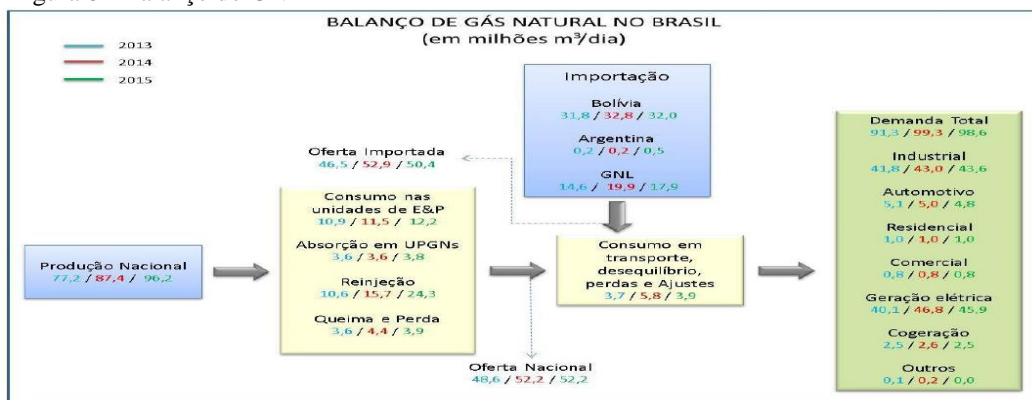 BALANÇO DE GÁS NATURAL NO BRASIL
(em milhões m³/dia)
2013
2014
2015
Importação
Bolívia
31,8 / 32,8 / 32,0
Argentina
0,2 / 0,2 / 0,5
GNL
14,6 / 19,9 / 17,9
Oferta Importada
46,5 / 52,9 / 50,4
Produção Nacional
77,2 / 87,4 / 96,2
Consumo nas
unidades de E&P
10,9 / 11,5 / 12,2
Absorção em UPGNs
3,6 / 3,6 / 3,8
Reinjeção
10,6 / 15,7 / 24,3
Queima e Perda
3,6 / 4,4 / 3,9
Oferta Nacional
48,6 / 52,2 / 52,2
Consumo em
transporte,
desequilíbrio,
perdas e Ajustes
3,7 / 5,8 / 3,9
Demanda Total
91,3 / 99,3 / 98,6
Industrial
41,8 / 43,0 / 43,6
Automotivo
5,1 / 5,0 / 4,8
Residencial
1,0 / 1,0 / 1,0
Comercial
0,8 / 0,8 / 0,8
Geração elétrica
40,1 / 46,8 / 45,9
Cogeração
2,5 / 2,6 / 2,5
Outros
0,1 / 0,2 / 0,0